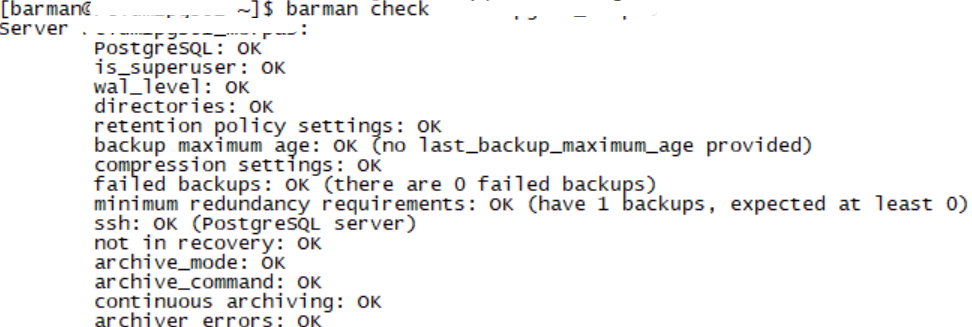 [barman@ ~]$ barman check
Server :
PostgreSQL: OK
is_superuser: OK
wal_level: OK
directories: OK
retention policy settings: OK
backup maximum age: OK (no last_backup_maximum_age provided)
compression settings: OK
failed backups: OK (there are 0 failed backups)
minimum redundancy requirements: OK (have 1 backups, expected at least 0)
ssh: OK (PostgreSQL server)
not in recovery: OK
archive_mode: OK
archive_command: OK
continuous archiving: OK
archiver errors: OK